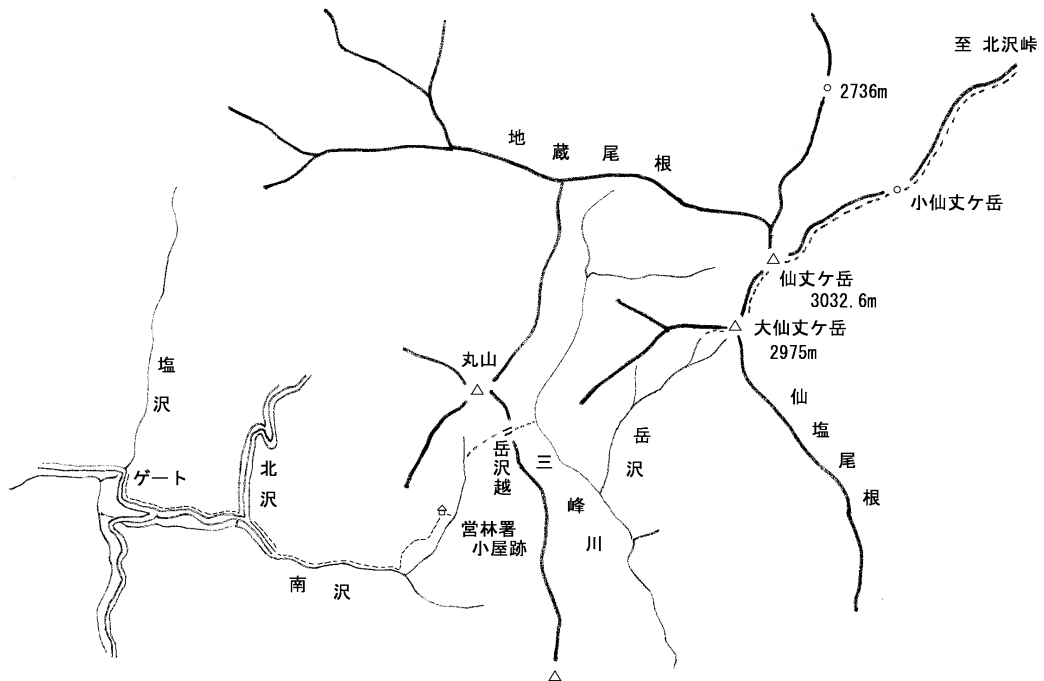 至 北沢峠
2736m
地蔵尾根
小仙丈ケ岳
仙丈ケ岳
3032.6m
大仙丈ケ岳
2975m
丸山
塩沢
仙塩尾根
岳沢
北沢
ゲート
岳沢越
三峰川
営林署
小屋跡
南沢